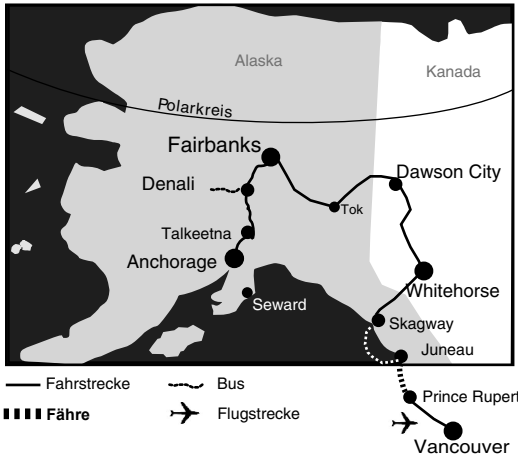 Alaska
Kanada
Polarkreis
Fairbanks
Denali
Dawson City
Tok
Talkeetna
Anchorage
Whitehorse
Seward
Skagway
Juneau
Fahrstrecke
Bus
Prince Rupert
Fähre
Flugstrecke
Vancouver